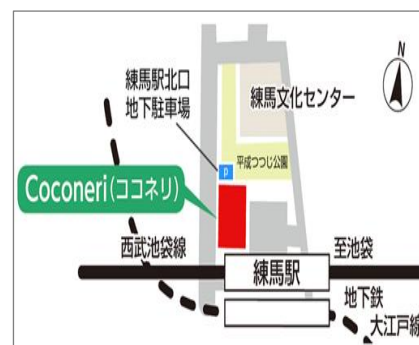 N
練馬駅北口
地下駐車場
練馬文化センター
P
平成つつじ公園
Coconeri(ココネリ)
西武池袋線
至池袋
練馬駅
地下鉄
大江戸線